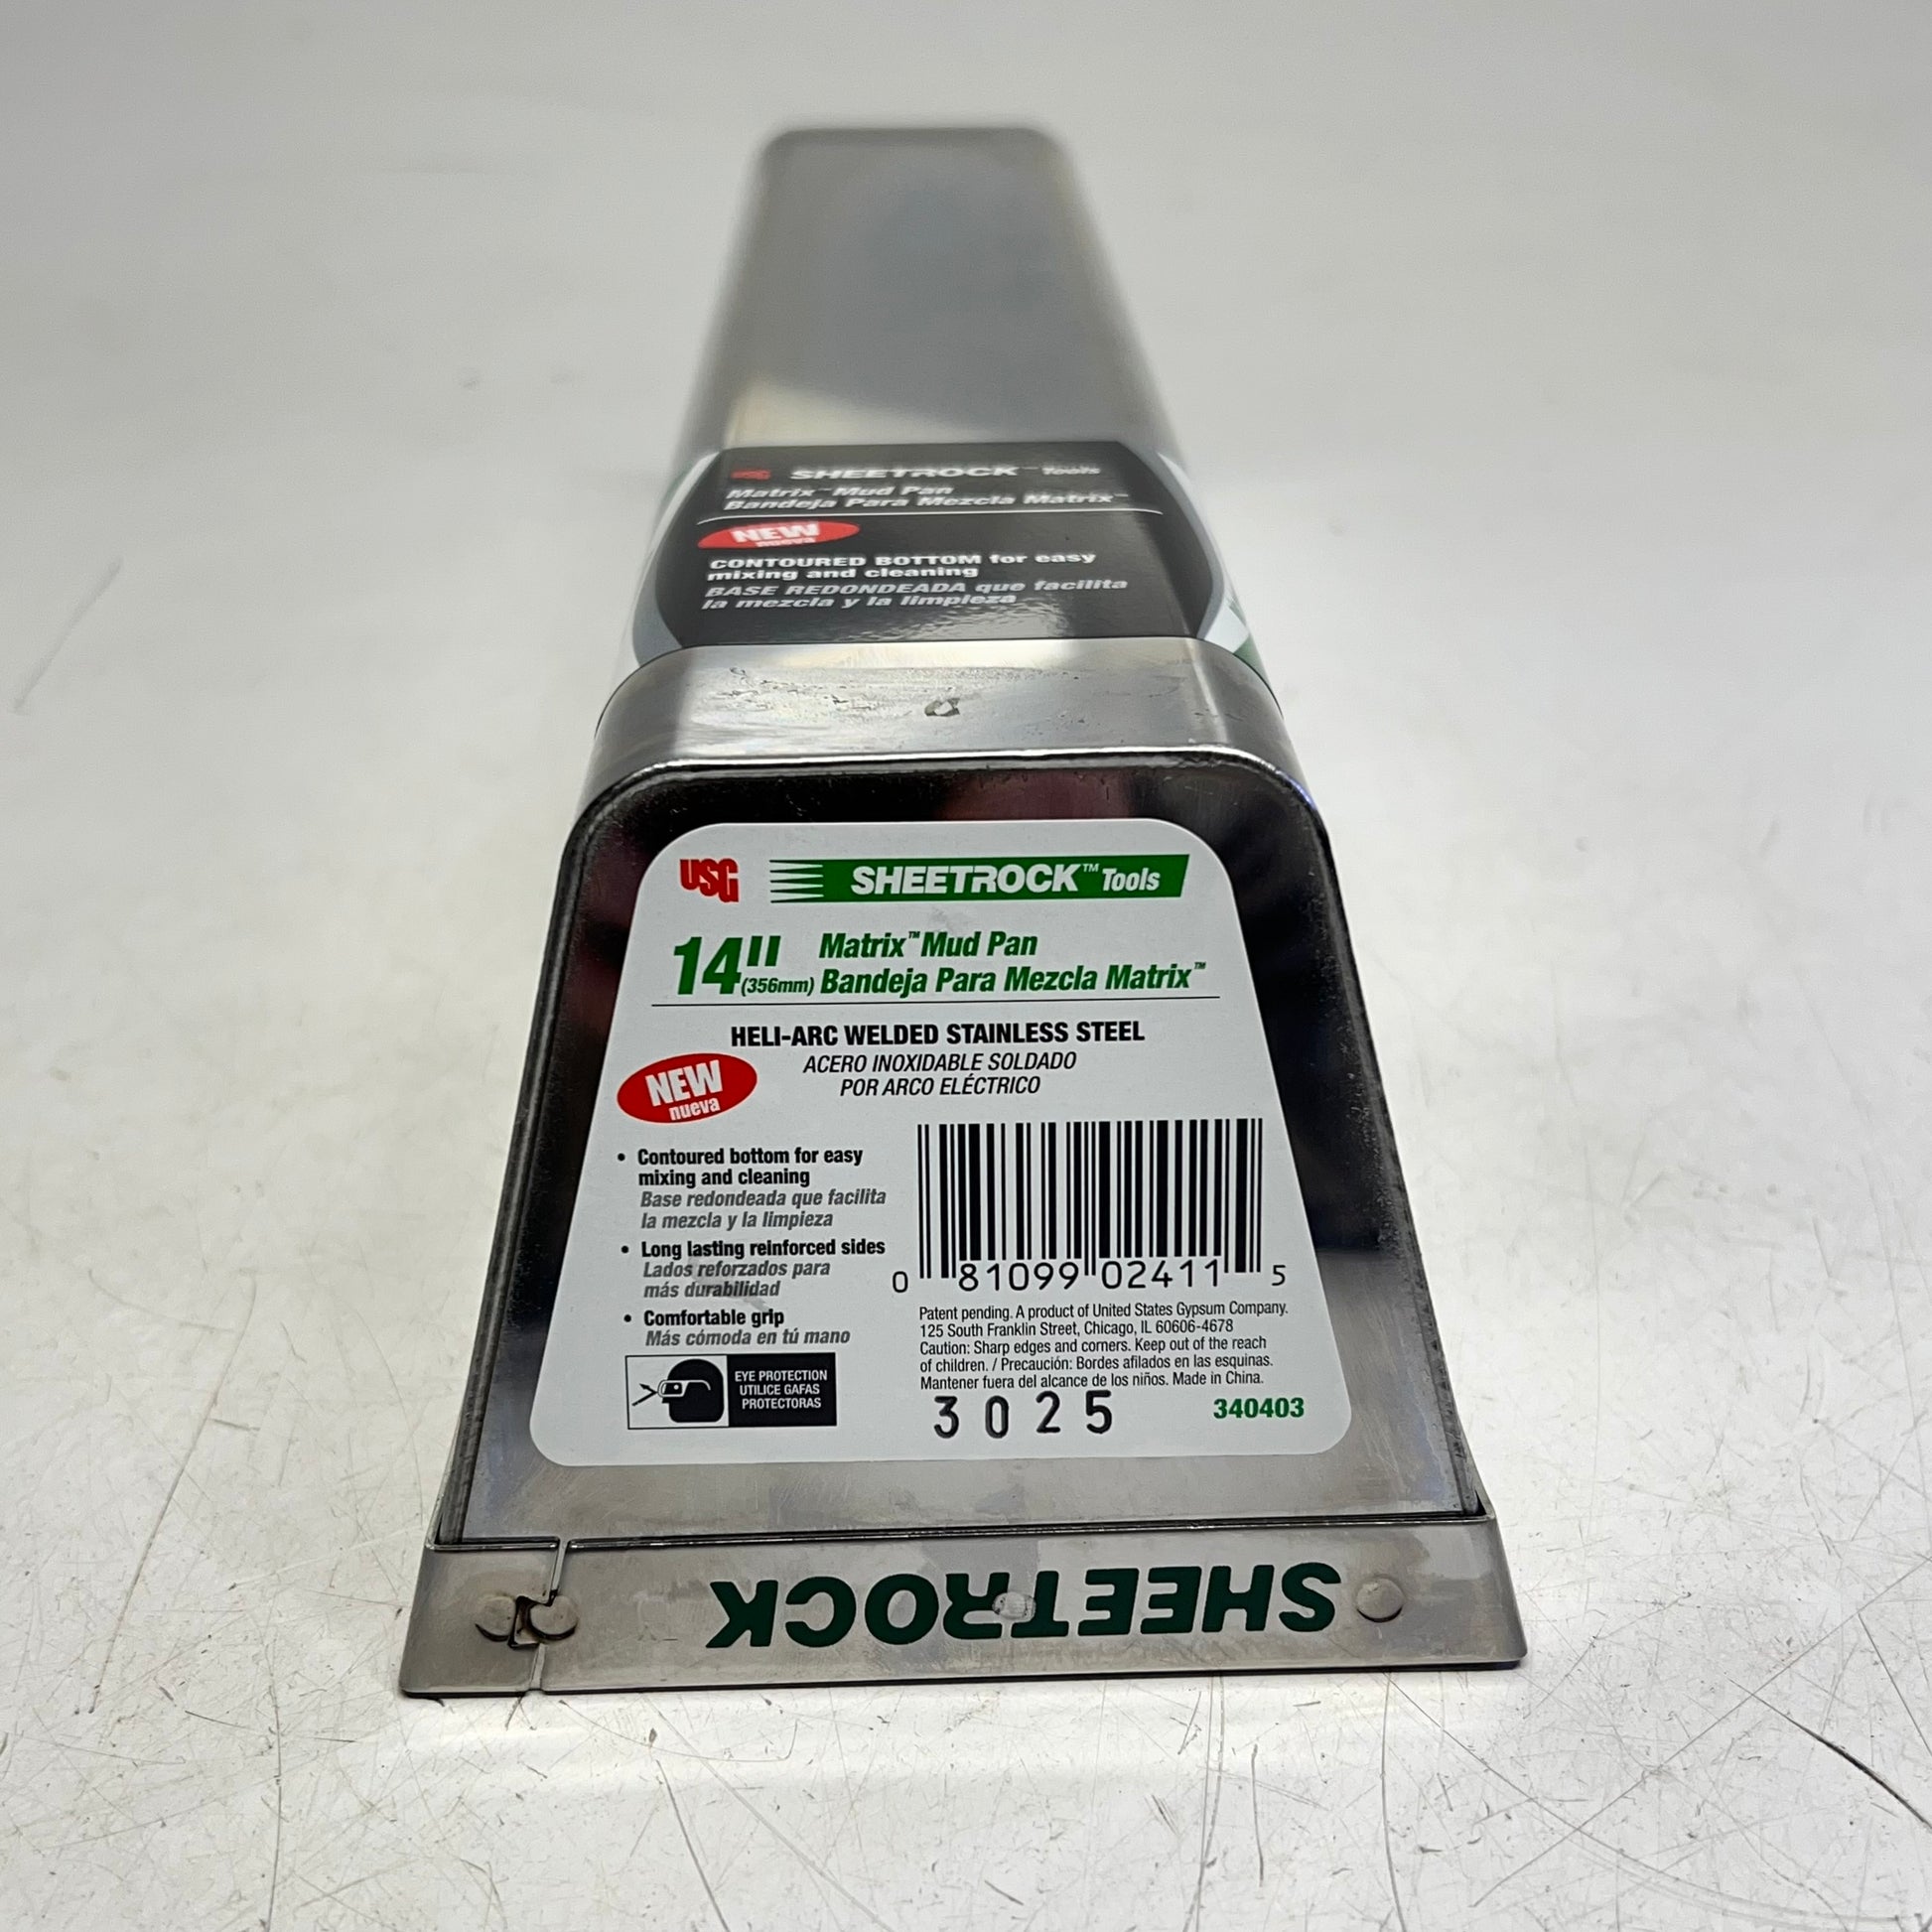 USG SHEETROCK™ Tools
Matrix™ Mud Pan
Bandeja Para Mezcla Matrix™
NEW
nueva
CONTOURED BOTTOM for easy
mixing and cleaning
BASE REDONDEADA que facilita
la mezcla y la limpieza
USG SHEETROCK™ Tools
14" (356mm)
Matrix™ Mud Pan
Bandeja Para Mezcla Matrix™
HELI-ARC WELDED STAINLESS STEEL
ACERO INOXIDABLE SOLDADO
POR ARCO ELÉCTRICO
NEW
nueva
• Contoured bottom for easy
mixing and cleaning
Base redondeada que facilita
la mezcla y la limpieza
• Long lasting reinforced sides
Lados reforzados para
más durabilidad
• Comfortable grip
Más cómoda en tú mano
EYE PROTECTION
UTILICE GAFAS
PROTECTORAS
0 81099 02411 5
Patent pending. A product of United States Gypsum Company.
125 South Franklin Street, Chicago, IL 60606-4678
Caution: Sharp edges and corners. Keep out of the reach
of children. / Precaución: Bordes afilados en las esquinas.
Mantener fuera del alcance de los niños. Made in China.
3025
340403
SHEETROCK